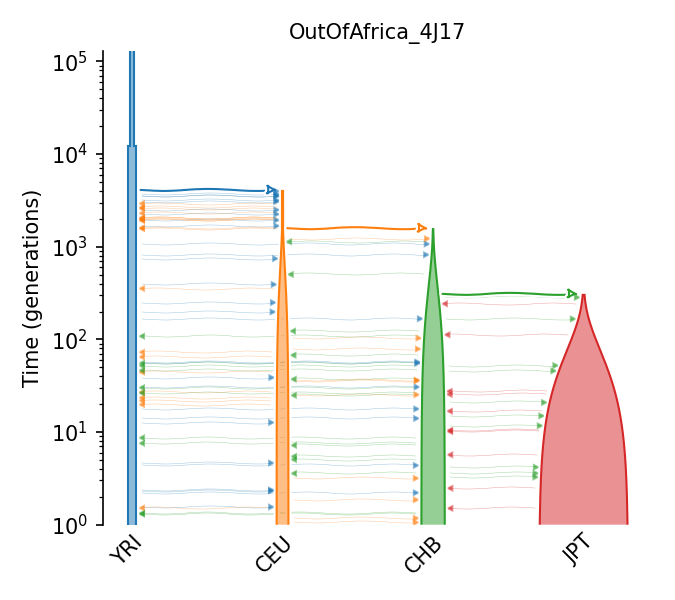 OutOfAfrica_4J17
Time (generations)
10⁵
10⁴
10³
10²
10¹
10⁰
YRI
CEU
CHB
JPT